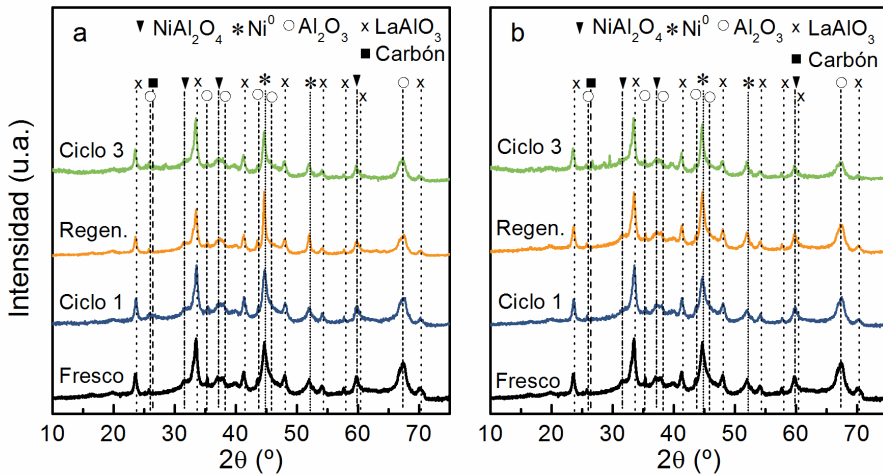 a
▼ NiAl₂O₄ ✻ Ni⁰ ○ Al₂O₃ x LaAlO₃
■ Carbón
x x x x x x x x
Ciclo 3
Regen.
Ciclo 1
Fresco
Intensidad (u.a.)
10 20 30 40 50 60 70
2θ (º)
b
▼ NiAl₂O₄ ✻ Ni⁰ ○ Al₂O₃ x LaAlO₃
■ Carbón
x x x x x x x x
Ciclo 3
Regen.
Ciclo 1
Fresco
10 20 30 40 50 60 70
2θ (º)